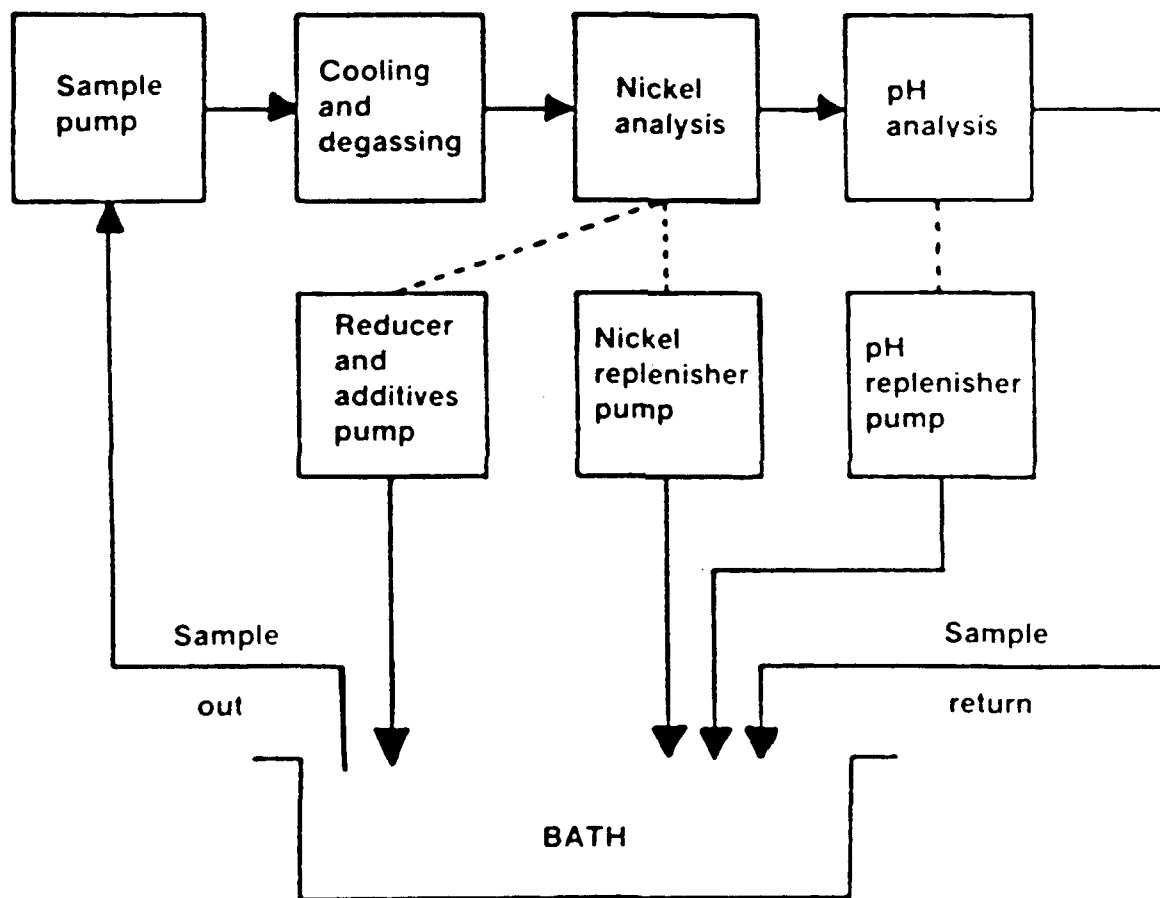 Sample
pump
Cooling
and
degassing
Nickel
analysis
pH
analysis
Reducer
and
additives
pump
Nickel
replenisher
pump
pH
replenisher
pump
Sample
out
Sample
return
BATH